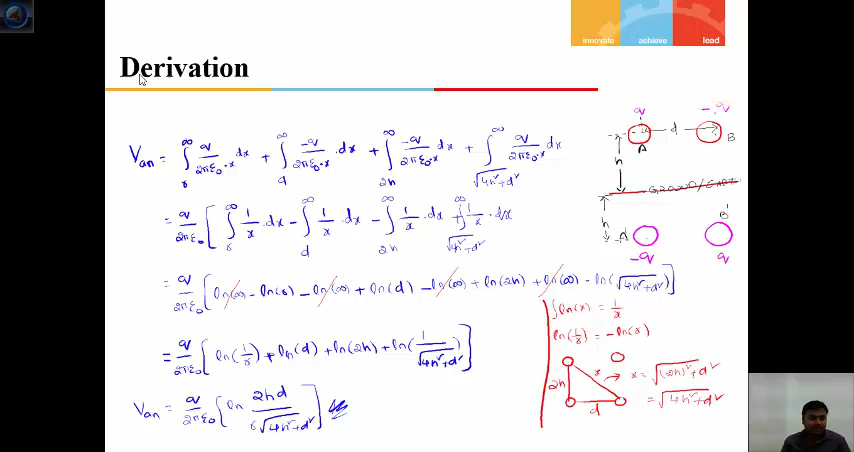 innovate achieve lead
Derivation
Van = ∫_r^∞ q/2πε₀·x dx + ∫_d^∞ -q/2πε₀·x .dx + ∫_2h^∞ -q/2πε₀·x dx + ∫_√4h²+d²^∞ q/2πε₀·x dx
= q/2πε₀ [ ∫_r^∞ 1/x .dx - ∫_d^∞ 1/x .dx - ∫_2h^∞ 1/x .dx + ∫_√4h²+d²^∞ 1/x .dx
= q/2πε₀ [ ln(∞) - ln(r) - ln(∞) + ln(d) - ln(∞) + ln(2h) + ln(∞) - ln(√4h²+d²) ]
= q/2πε₀ [ ln(1/r) + ln(d) + ln(2h) + ln(1/√4h²+d²) ]
Van = q/2πε₀ { ln 2hd/r√4h²+d² }
q -q
d
A B
h
h
A' B'
-q q
∫ln(x) = 1/x
ln(1/r) = -ln(r)
2h x → x = √(2h)²+d²
d = √4h²+d²